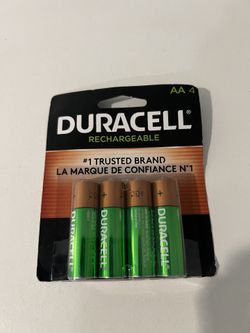 AA 4
DURACELL
RECHARGEABLE
#1 TRUSTED BRAND
LA MARQUE DE CONFIANCE N°1